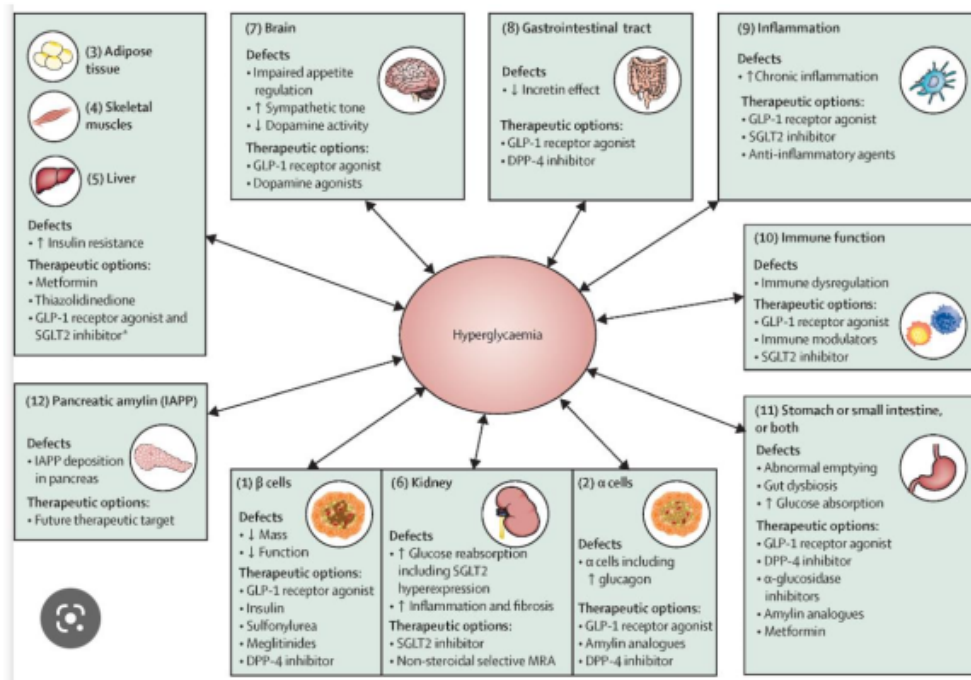 (3) Adipose
tissue
(4) Skeletal
muscles
(5) Liver
Defects
• ↑ Insulin resistance
Therapeutic options:
• Metformin
• Thiazolidinedione
• GLP-1 receptor agonist and
SGLT2 inhibitor*
(7) Brain
Defects
• Impaired appetite
regulation
• ↑ Sympathetic tone
• ↓ Dopamine activity
Therapeutic options:
• GLP-1 receptor agonist
• Dopamine agonists
(8) Gastrointestinal tract
Defects
• ↓ Incretin effect
Therapeutic options:
• GLP-1 receptor agonist
• DPP-4 inhibitor
(9) Inflammation
Defects
• ↑Chronic inflammation
Therapeutic options:
• GLP-1 receptor agonist
• SGLT2 inhibitor
• Anti-inflammatory agents
(10) Immune function
Defects
• Immune dysregulation
Therapeutic options:
• GLP-1 receptor agonist
• Immune modulators
• SGLT2 inhibitor
Hyperglycaemia
(12) Pancreatic amylin (IAPP)
Defects
• IAPP deposition
in pancreas
Therapeutic options:
• Future therapeutic target
(1) β cells
Defects
• ↓ Mass
• ↓ Function
Therapeutic options:
• GLP-1 receptor agonist
• Insulin
• Sulfonylurea
• Meglitinides
• DPP-4 inhibitor
(6) Kidney
Defects
• ↑ Glucose reabsorption
including SGLT2
hyperexpression
• ↑ Inflammation and fibrosis
Therapeutic options:
• SGLT2 inhibitor
• Non-steroidal selective MRA
(2) α cells
Defects
• α cells including
↑ glucagon
Therapeutic options:
• GLP-1 receptor agonist
• Amylin analogues
• DPP-4 inhibitor
(11) Stomach or small intestine,
or both
Defects
• Abnormal emptying
• Gut dysbiosis
• ↑ Glucose absorption
Therapeutic options:
• GLP-1 receptor agonist
• DPP-4 inhibitor
• α-glucosidase
inhibitors
• Amylin analogues
• Metformin